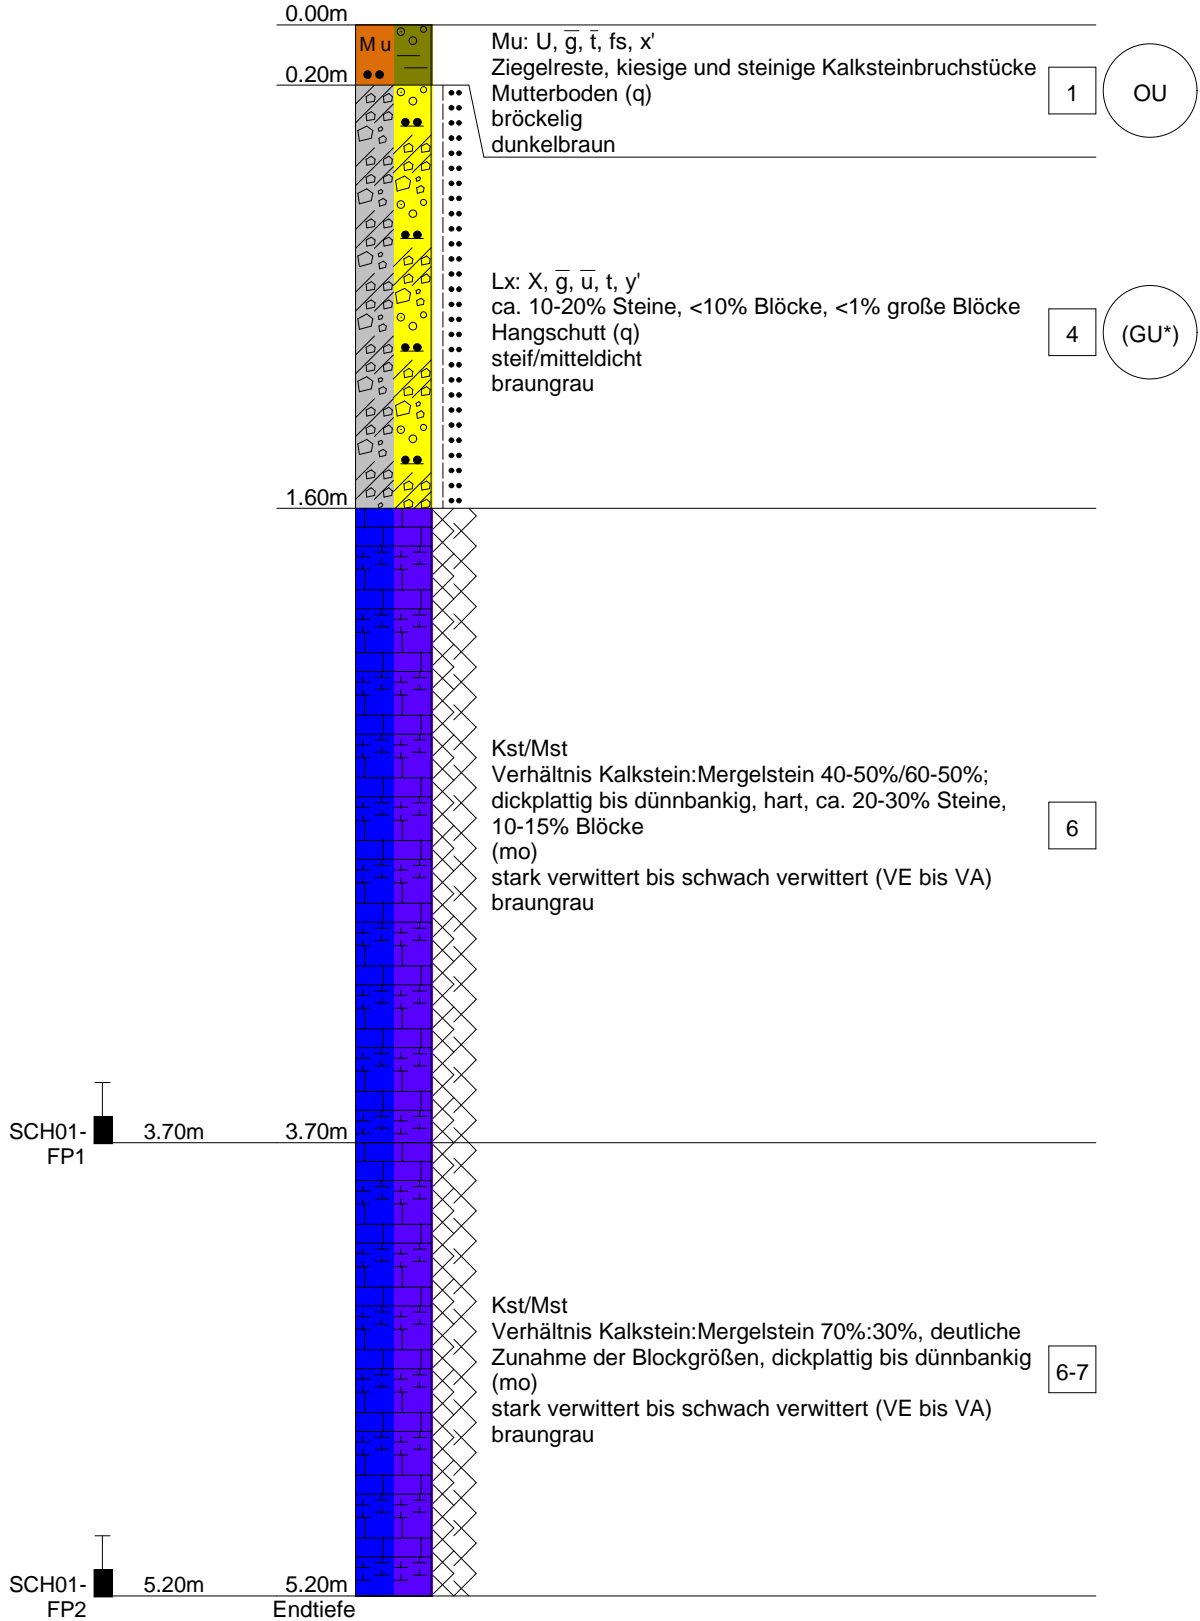 0.00m
M u
0.20m
Mu: U, g̅, t̅, fs, x'
Ziegelreste, kiesige und steinige Kalksteinbruchstücke
Mutterboden (q)
bröckelig
dunkelbraun
1
OU
Lx: X, g̅, u̅, t, y'
ca. 10-20% Steine, <10% Blöcke, <1% große Blöcke
Hangschutt (q)
steif/mitteldicht
braungrau
4
(GU*)
1.60m
Kst/Mst
Verhältnis Kalkstein:Mergelstein 40-50%/60-50%;
dickplattig bis dünnbankig, hart, ca. 20-30% Steine,
10-15% Blöcke
(mo)
stark verwittert bis schwach verwittert (VE bis VA)
braungrau
6
SCH01-
FP1
3.70m
3.70m
Kst/Mst
Verhältnis Kalkstein:Mergelstein 70%:30%, deutliche
Zunahme der Blockgrößen, dickplattig bis dünnbankig
(mo)
stark verwittert bis schwach verwittert (VE bis VA)
braungrau
6-7
SCH01-
FP2
5.20m
5.20m
Endtiefe